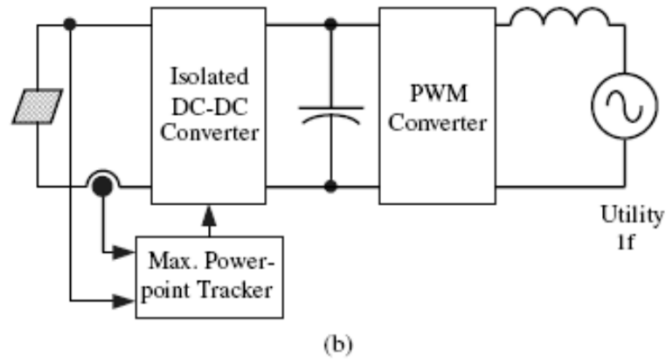 Isolated
DC-DC
Converter
PWM
Converter
Utility
1f
Max. Power-
point Tracker
(b)